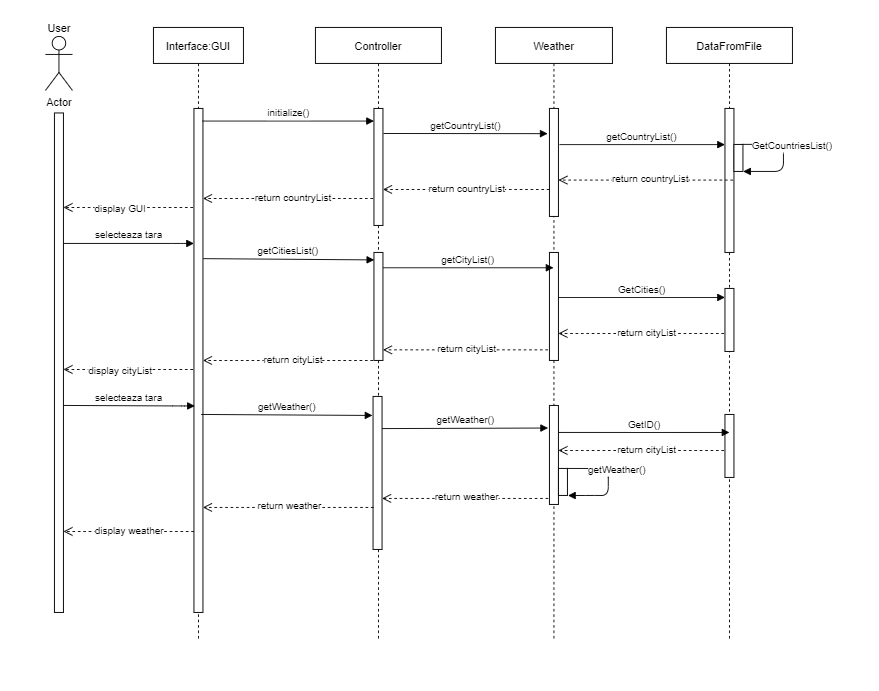 User
Actor
Interface:GUI
Controller
Weather
DataFromFile
initialize()
getCountryList()
getCountryList()
GetCountriesList()
return countryList
return countryList
return countryList
display GUI
selecteaza tara
getCitiesList()
getCityList()
GetCities()
return cityList
return cityList
return cityList
display cityList
selecteaza tara
getWeather()
getWeather()
GetID()
return cityList
getWeather()
return weather
return weather
display weather